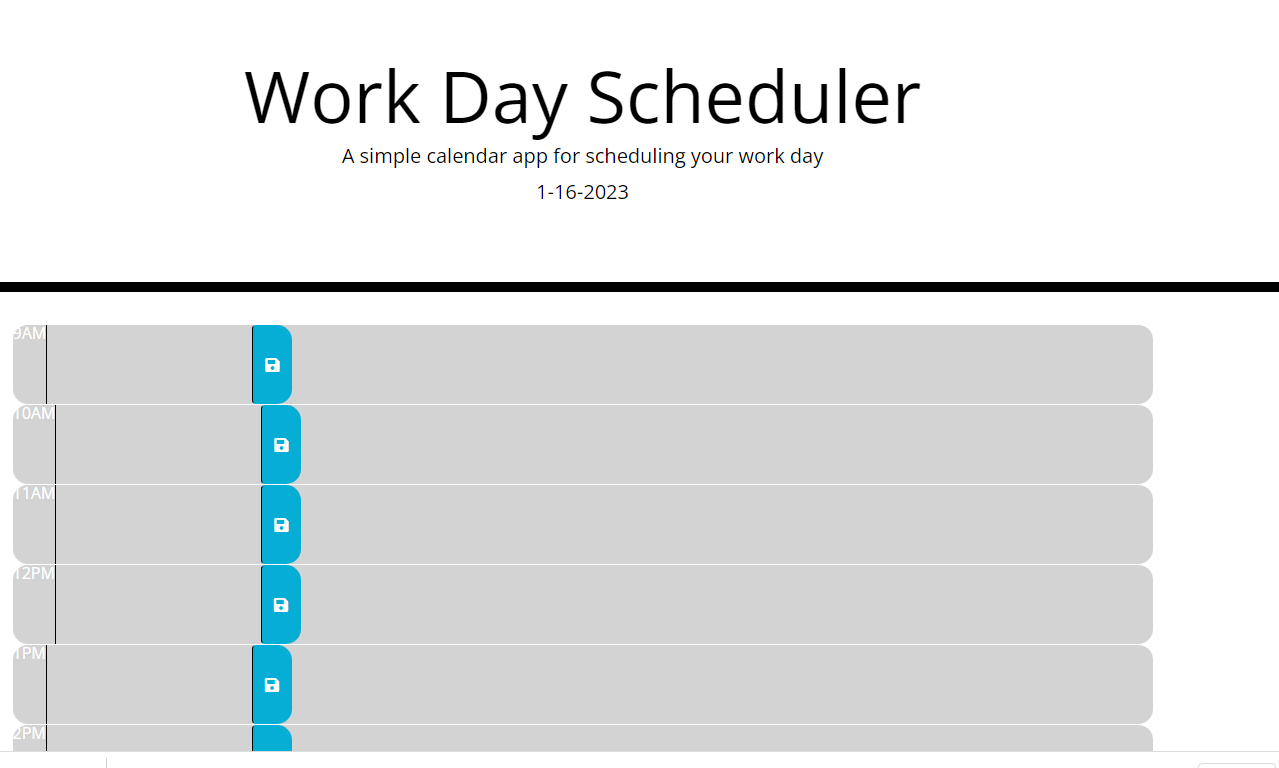 Work Day Scheduler
A simple calendar app for scheduling your work day
1-16-2023
9AM
10AM
11AM
12PM
1PM
2PM